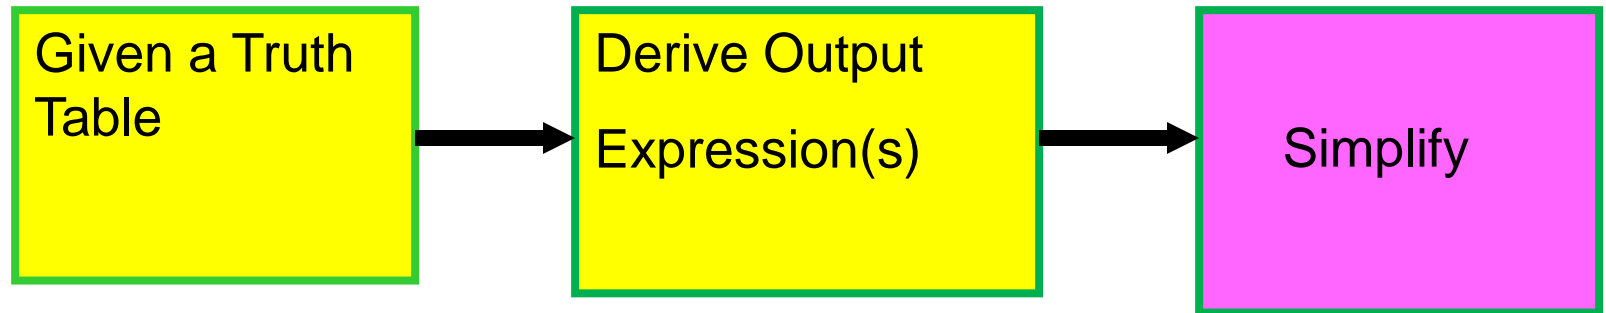 Given a Truth
Table
Derive Output
Expression(s)
Simplify